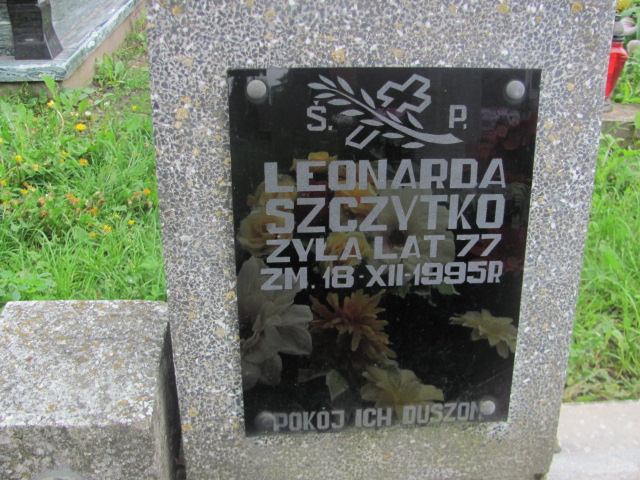 Ś. P.
LEONARDA
SZCZYTKO
ŻYŁA LAT 77
ZM. 18-XII-1995R
POKÓJ ICH DUSZOM